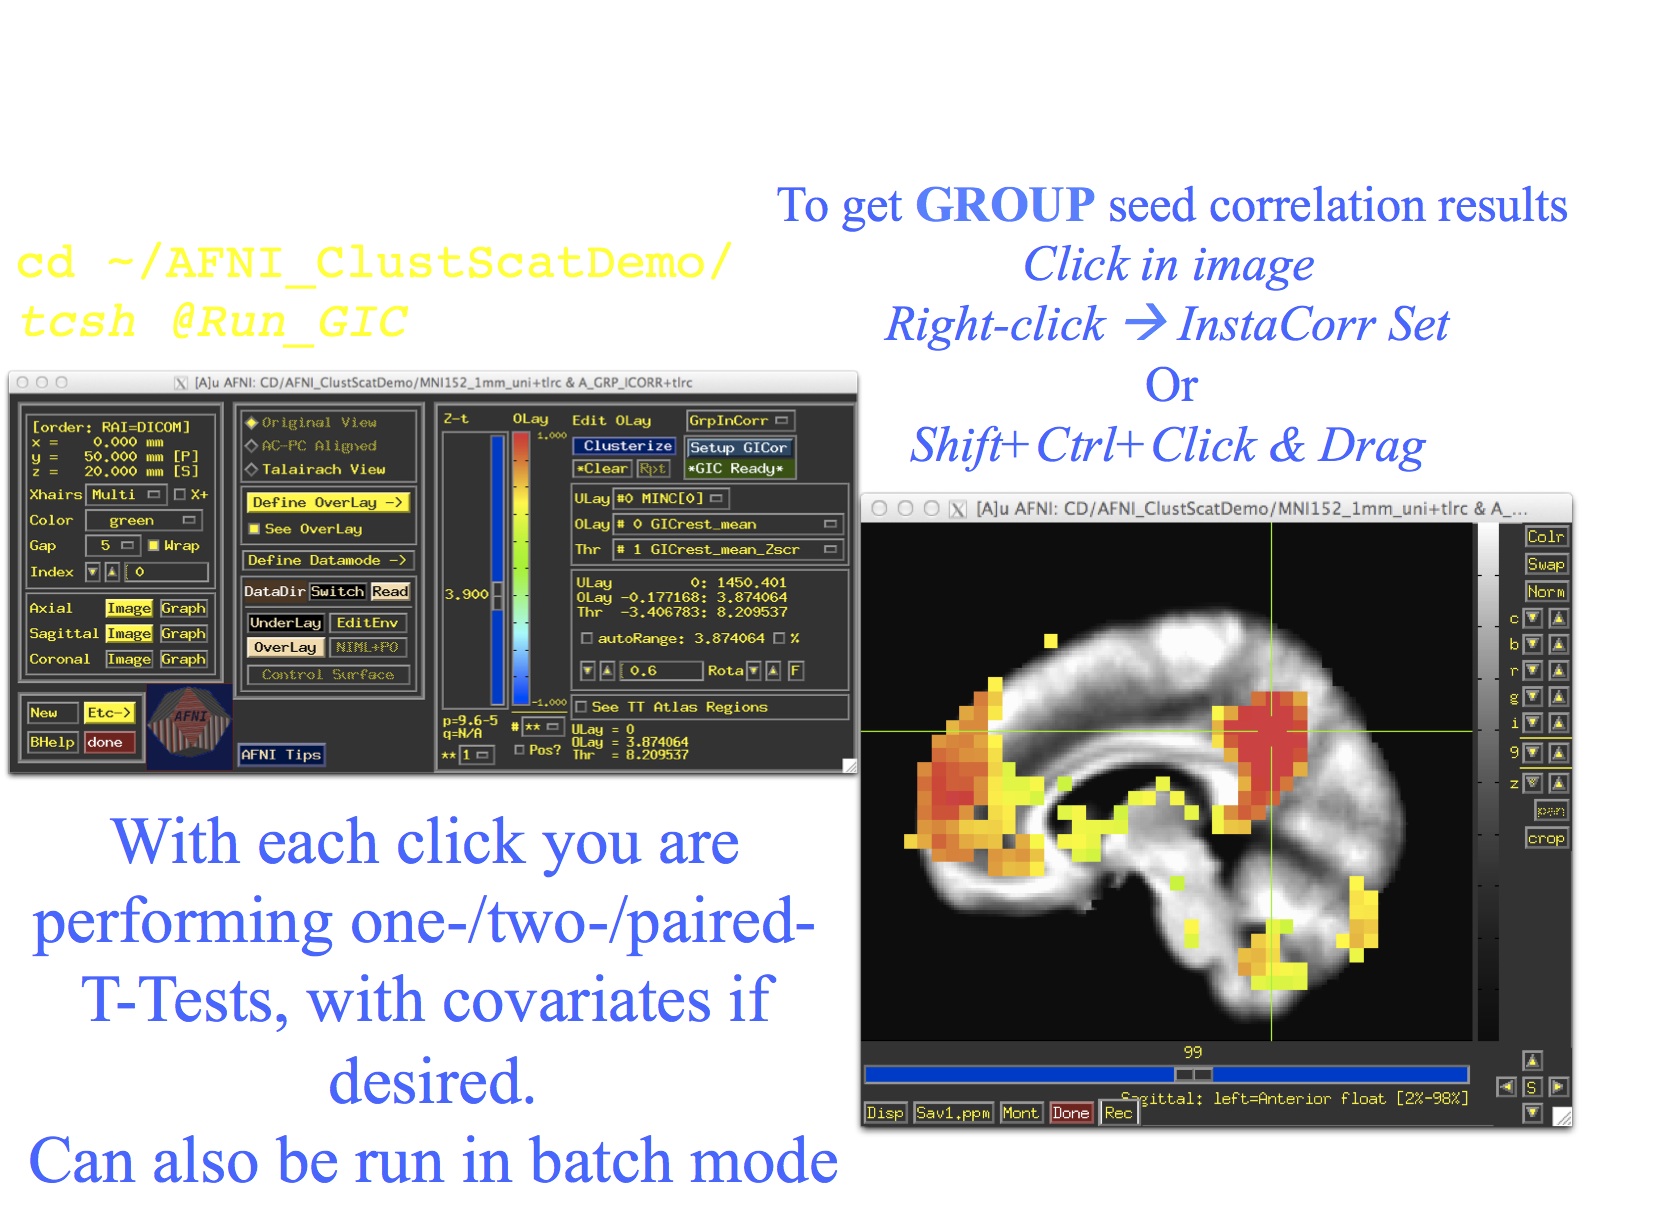 To get GROUP seed correlation results
Click in image
Right-click → InstaCorr Set
Or
Shift+Ctrl+Click & Drag
cd ~/AFNI_ClustScatDemo/
tcsh @Run_GIC
[A]u AFNI: CD/AFNI_ClustScatDemo/MNI152_1mm_uni+tlrc & A_GRP_ICORR+tlrc
[order: RAI=DICOM]
x = 0.000 mm
y = 50.000 mm [P]
z = 20.000 mm [S]
Xhairs Multi X+
Color green
Gap 5 Wrap
Index 0
Axial Image Graph
Sagittal Image Graph
Coronal Image Graph
New Etc->
BHelp done
AFNI
Original View
AC-PC Aligned
Talairach View
Define OverLay ->
See OverLay
Define Datamode ->
DataDir Switch Read
UnderLay EditEnv
OverLay NIML+PO
Control Surface
AFNI Tips
Z-t OLay
1.000
3.900
-1.000
p=9.6-5
q=N/A
# **
** 1 Pos?
Edit OLay GrpInCorr
Clusterize Setup GICor
*Clear Rpt *GIC Ready*
ULay #0 MINC[0]
OLay # 0 GICrest_mean
Thr # 1 GICrest_mean_Zscr
ULay 0: 1450.401
OLay -0.177168: 3.874064
Thr -3.406783: 8.209537
autoRange: 3.874064 %
0.6 Rota F
See TT Atlas Regions
ULay = 0
OLay = 3.874064
Thr = 8.209537
With each click you are
performing one-/two-/paired-
T-Tests, with covariates if
desired.
Can also be run in batch mode
[A]u AFNI: CD/AFNI_ClustScatDemo/MNI152_1mm_uni+tlrc & A_...
Colr
Swap
Norm
c
b
r
g
i
9
z
pan
crop
99
Sagittal: left=Anterior float [2%-98%]
S
Disp Sav1.ppm Mont Done Rec